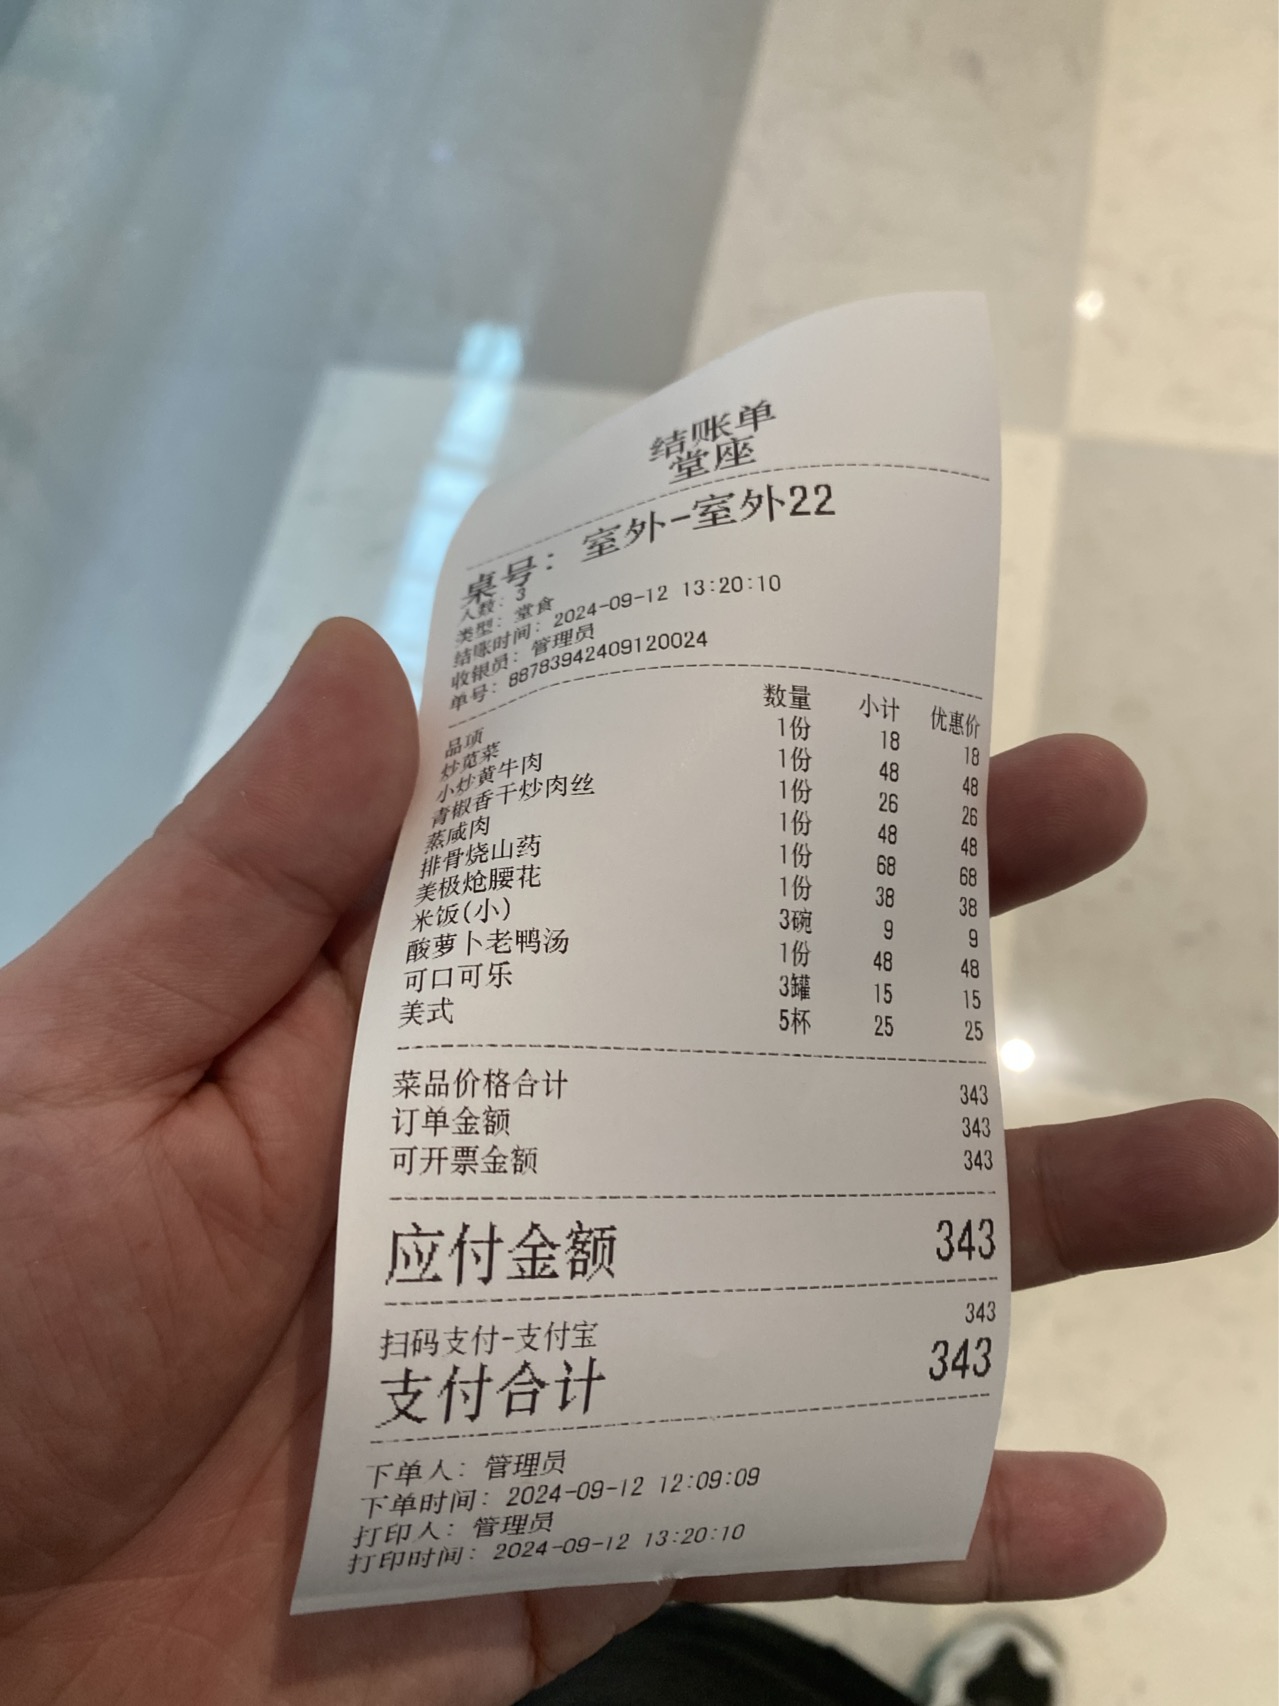 结账单
堂座
桌号: 室外-室外22
人数: 3
类型: 堂食
结账时间: 2024-09-12 13:20:10
收银员: 管理员
单号: 88783942409120024
品项 数量 小计 优惠价
炒苋菜 1份 18 18
小炒黄牛肉 1份 48 48
青椒香干炒肉丝 1份 26 26
蒸咸肉 1份 48 48
排骨烧山药 1份 68 68
美极炝腰花 1份 38 38
米饭(小) 3碗 9 9
酸萝卜老鸭汤 1份 48 48
可口可乐 3罐 15 15
美式 5杯 25 25
菜品价格合计 343
订单金额 343
可开票金额 343
应付金额 343
扫码支付-支付宝 343
支付合计 343
下单人: 管理员
下单时间: 2024-09-12 12:09:09
打印人: 管理员
打印时间: 2024-09-12 13:20:10